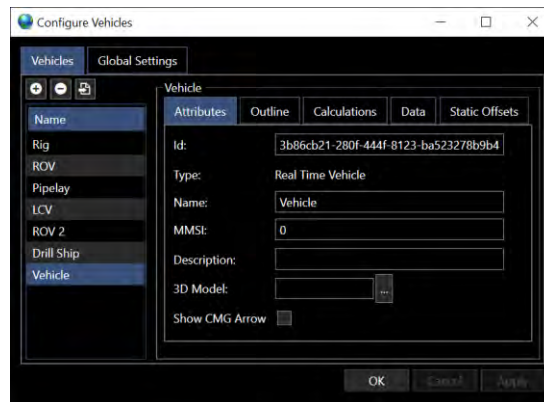 Configure Vehicles
Vehicles Global Settings
Vehicle
Name
Rig
ROV
Pipelay
LCV
ROV 2
Drill Ship
Vehicle
Attributes Outline Calculations Data Static Offsets
Id: 3b86cb21-280f-444f-8123-ba523278b9b4
Type: Real Time Vehicle
Name: Vehicle
MMSI: 0
Description:
3D Model: ...
Show CMG Arrow
OK Cancel Apply